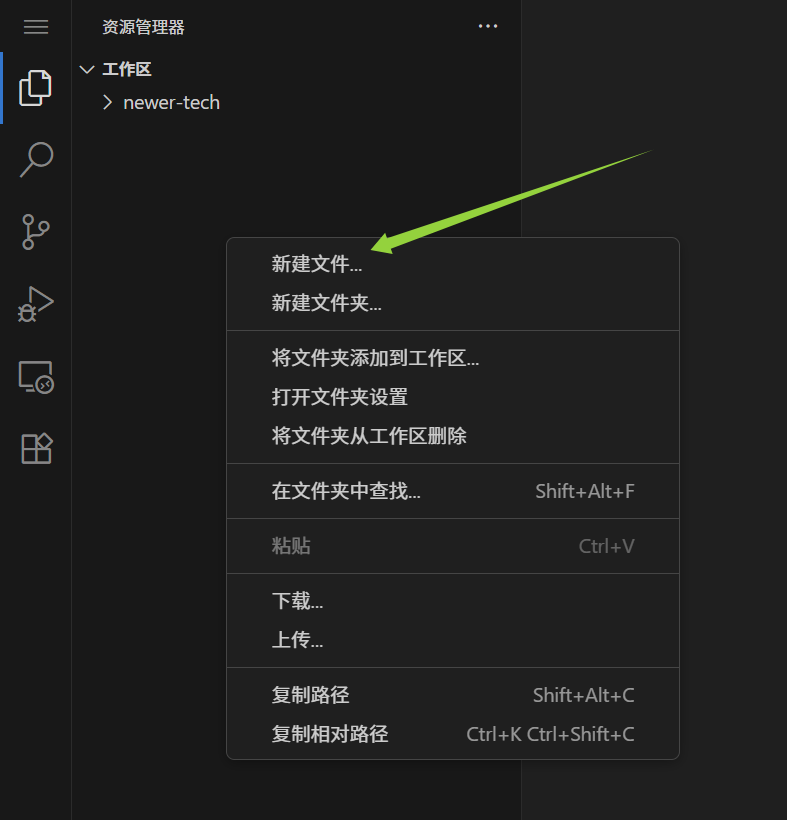 资源管理器
工作区
newer-tech
新建文件...
新建文件夹...
将文件夹添加到工作区...
打开文件夹设置
将文件夹从工作区删除
在文件夹中查找... Shift+Alt+F
粘贴 Ctrl+V
下载...
上传...
复制路径 Shift+Alt+C
复制相对路径 Ctrl+K Ctrl+Shift+C